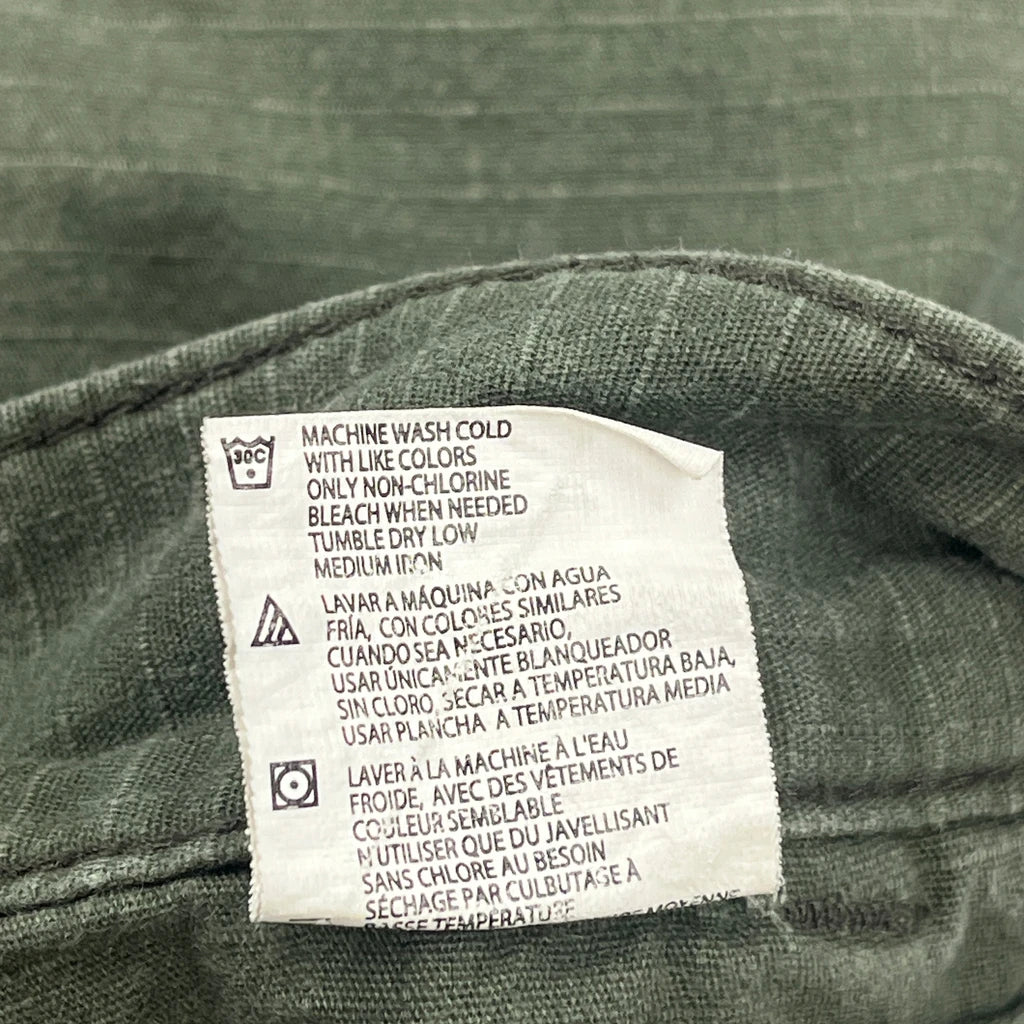 30C
MACHINE WASH COLD
WITH LIKE COLORS
ONLY NON-CHLORINE
BLEACH WHEN NEEDED
TUMBLE DRY LOW
MEDIUM IRON
LAVAR A MÁQUINA CON AGUA
FRÍA, CON COLORES SIMILARES
CUANDO SEA NECESARIO,
USAR ÚNICAMENTE BLANQUEADOR
SIN CLORO, SECAR A TEMPERATURA BAJA,
USAR PLANCHA A TEMPERATURA MEDIA
LAVER À LA MACHINE À L'EAU
FROIDE, AVEC DES VÊTEMENTS DE
COULEUR SEMBLABLE
N'UTILISER QUE DU JAVELLISANT
SANS CHLORE AU BESOIN
SÉCHAGE PAR CULBUTAGE À
BASSE TEMPÉRATURE